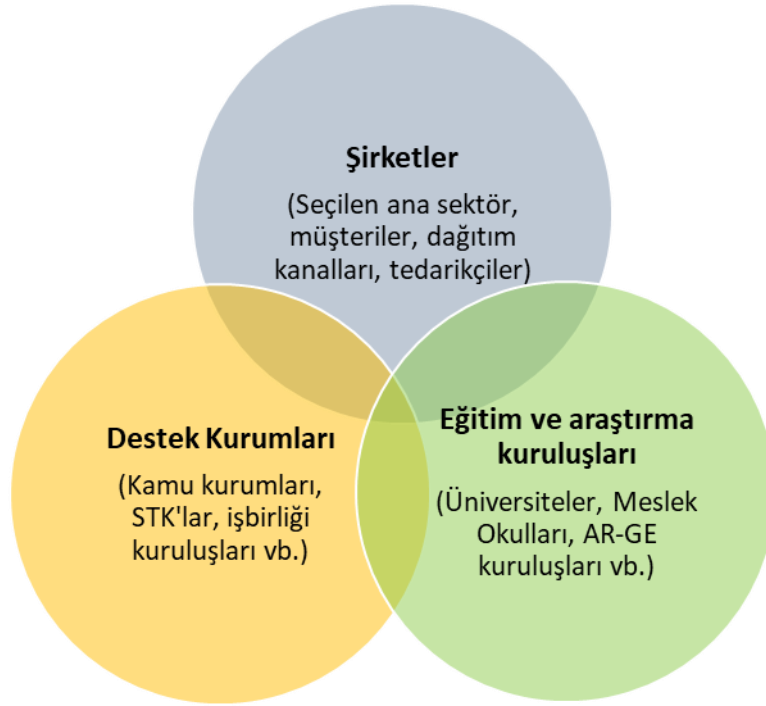 Şirketler
(Seçilen ana sektör,
müşteriler, dağıtım
kanalları, tedarikçiler)
Destek Kurumları
(Kamu kurumları,
STK'lar, işbirliği
kuruluşları vb.)
Eğitim ve araştırma
kuruluşları
(Üniversiteler, Meslek
Okulları, AR-GE
kuruluşları vb.)